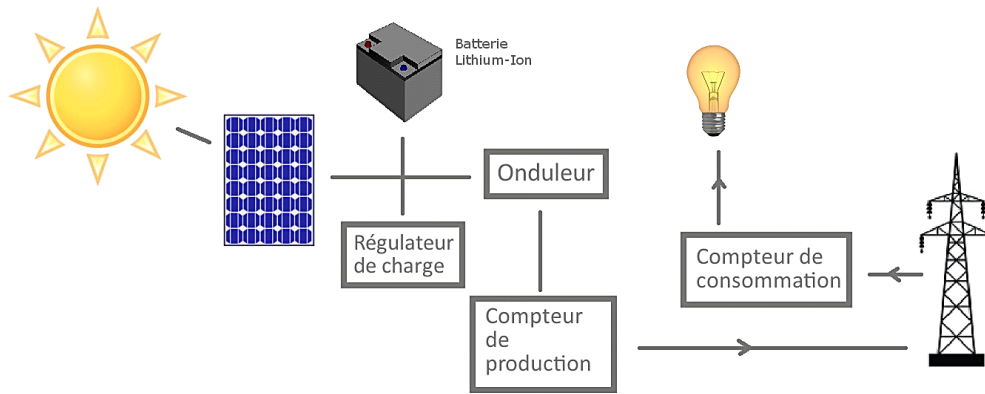 Batterie
Lithium-Ion
Onduleur
Régulateur
de charge
Compteur de
consommation
Compteur
de
production